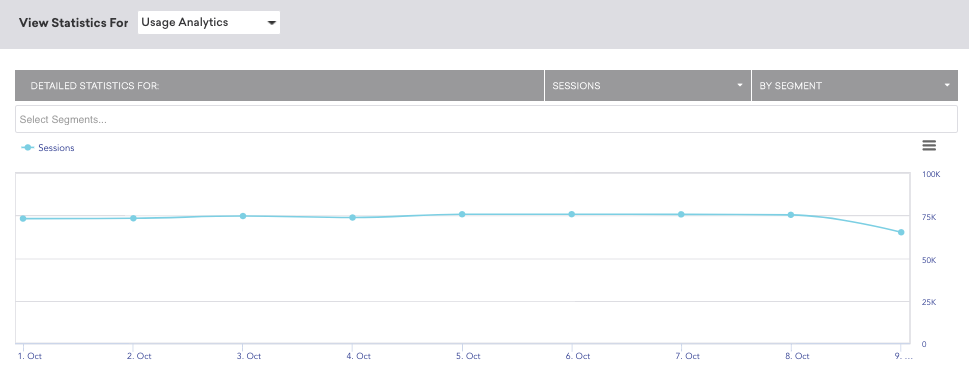 View Statistics For Usage Analytics
DETAILED STATISTICS FOR: SESSIONS BY SEGMENT
Select Segments...
Sessions
100K
75K
50K
25K
0
1. Oct 2. Oct 3. Oct 4. Oct 5. Oct 6. Oct 7. Oct 8. Oct 9. ...